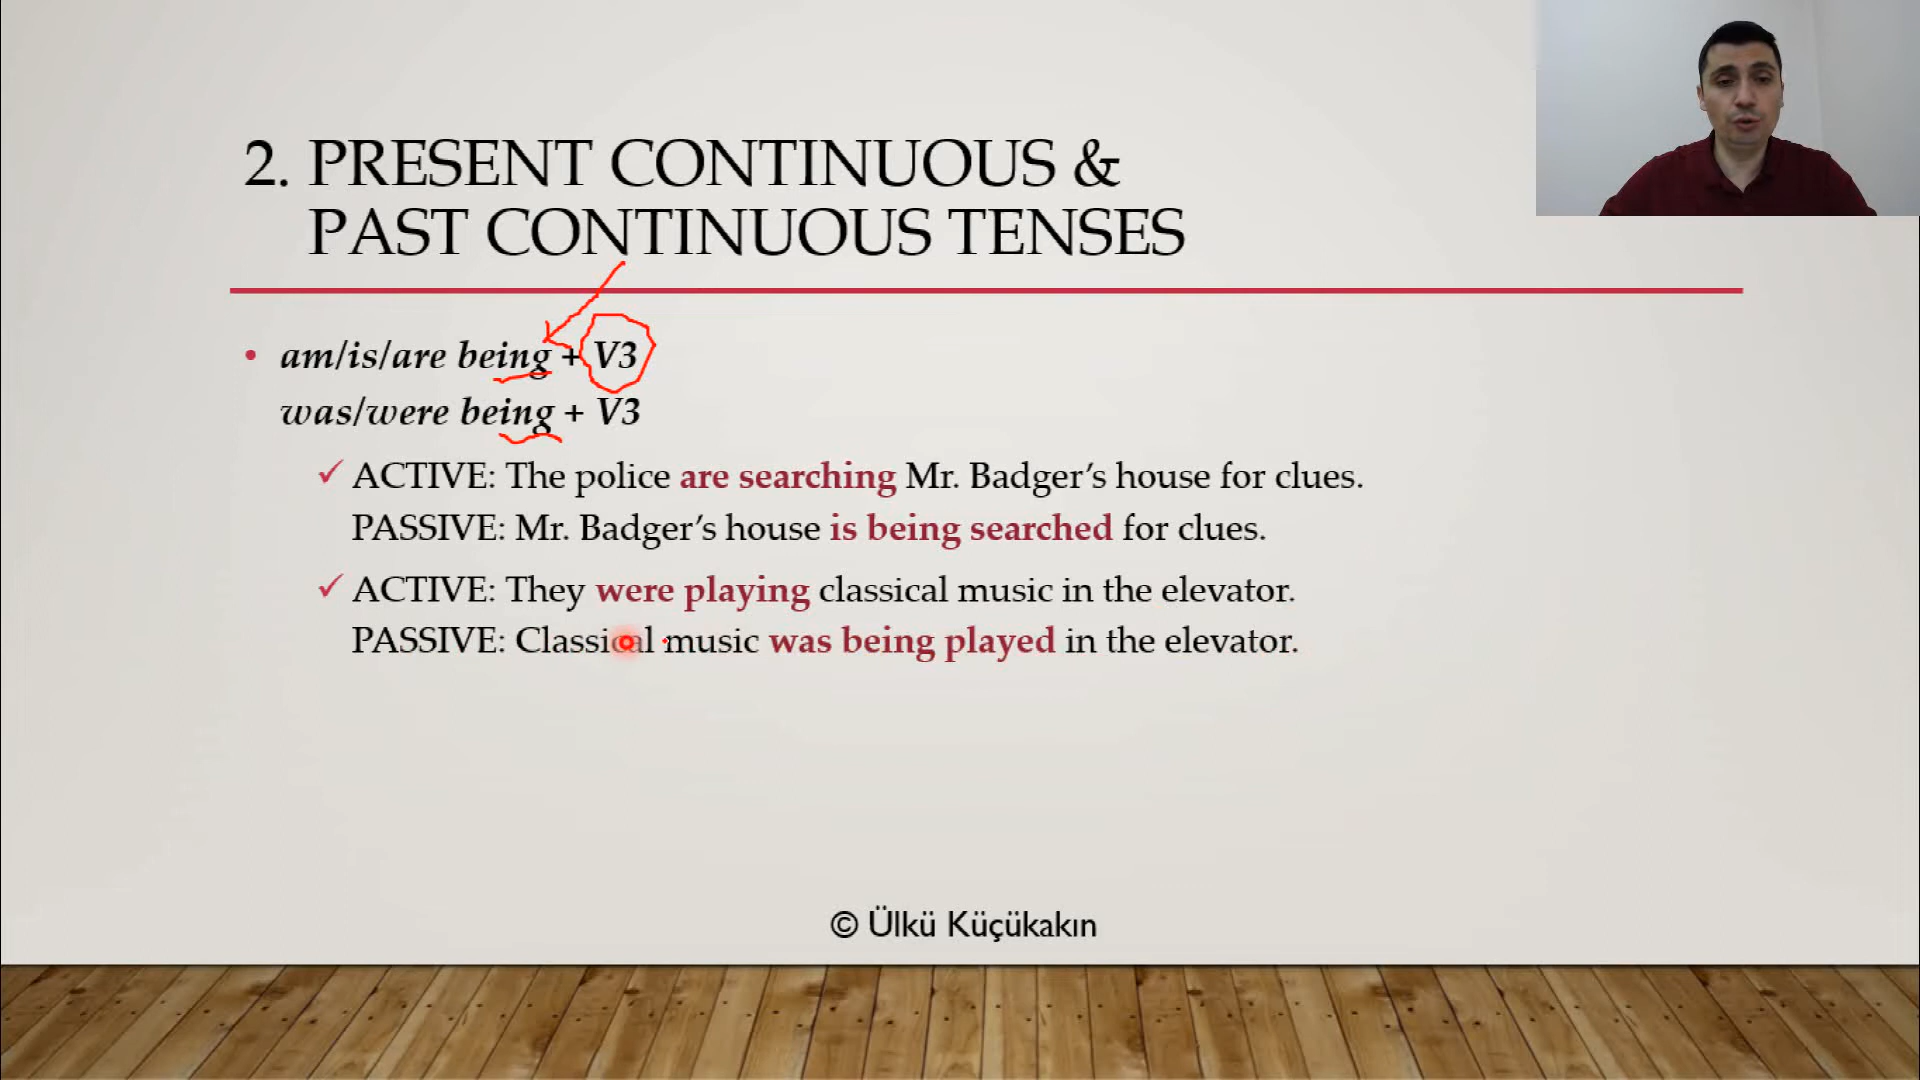 2. PRESENT CONTINUOUS &
PAST CONTINUOUS TENSES
• am/is/are being + V3
was/were being + V3
✓ ACTIVE: The police are searching Mr. Badger’s house for clues.
PASSIVE: Mr. Badger’s house is being searched for clues.
✓ ACTIVE: They were playing classical music in the elevator.
PASSIVE: Classical music was being played in the elevator.
© Ülkü Küçükakın